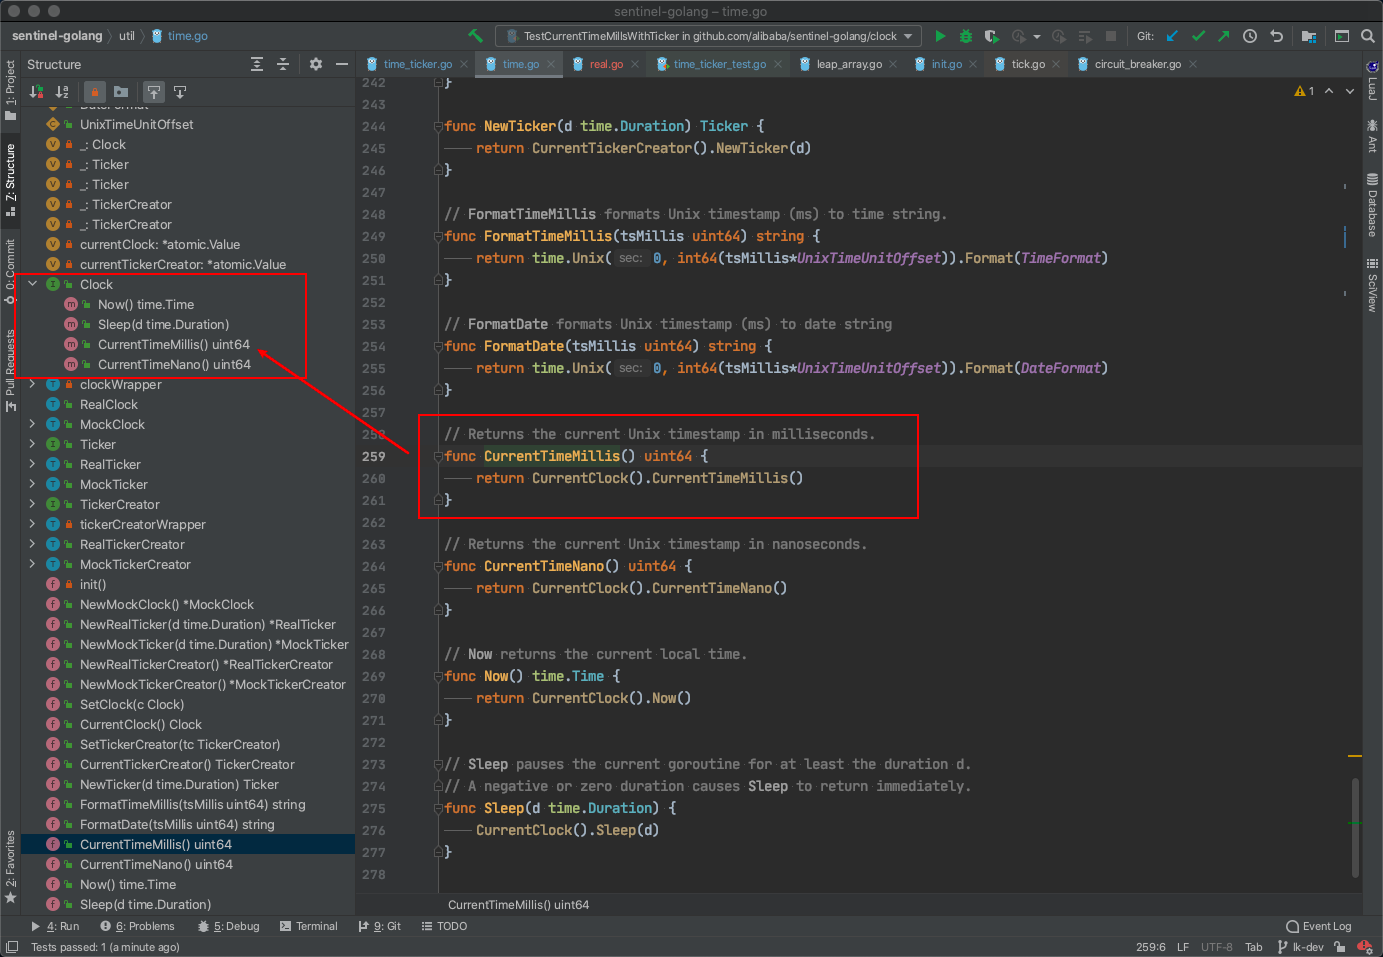 sentinel-golang – time.go
sentinel-golang
util
time.go
TestCurrentTimeMillsWithTicker in github.com/alibaba/sentinel-golang/clock
Git:
1: Project
Z: Structure
0: Commit
Pull Requests
2: Favorites
Structure
UnixTimeUnitOffset
_: Clock
_: Ticker
_: Ticker
_: TickerCreator
_: TickerCreator
currentClock: *atomic.Value
currentTickerCreator: *atomic.Value
Clock
Now() time.Time
Sleep(d time.Duration)
CurrentTimeMillis() uint64
CurrentTimeNano() uint64
clockWrapper
RealClock
MockClock
Ticker
RealTicker
MockTicker
TickerCreator
tickerCreatorWrapper
RealTickerCreator
MockTickerCreator
init()
NewMockClock() *MockClock
NewRealTicker(d time.Duration) *RealTicker
NewMockTicker(d time.Duration) *MockTicker
NewRealTickerCreator() *RealTickerCreator
NewMockTickerCreator() *MockTickerCreator
SetClock(c Clock)
CurrentClock() Clock
SetTickerCreator(tc TickerCreator)
CurrentTickerCreator() TickerCreator
NewTicker(d time.Duration) Ticker
FormatTimeMillis(tsMillis uint64) string
FormatDate(tsMillis uint64) string
CurrentTimeMillis() uint64
CurrentTimeNano() uint64
Now() time.Time
Sleep(d time.Duration)
time_ticker.go
time.go
real.go
time_ticker_test.go
leap_array.go
init.go
tick.go
circuit_breaker.go
1
242 }
243
244 func NewTicker(d time.Duration) Ticker {
245 return CurrentTickerCreator().NewTicker(d)
246 }
247
248 // FormatTimeMillis formats Unix timestamp (ms) to time string.
249 func FormatTimeMillis(tsMillis uint64) string {
250 return time.Unix( sec: 0, int64(tsMillis*UnixTimeUnitOffset)).Format(TimeFormat)
251 }
252
253 // FormatDate formats Unix timestamp (ms) to date string
254 func FormatDate(tsMillis uint64) string {
255 return time.Unix( sec: 0, int64(tsMillis*UnixTimeUnitOffset)).Format(DateFormat)
256 }
257
258 // Returns the current Unix timestamp in milliseconds.
259 func CurrentTimeMillis() uint64 {
260 return CurrentClock().CurrentTimeMillis()
261 }
262
263 // Returns the current Unix timestamp in nanoseconds.
264 func CurrentTimeNano() uint64 {
265 return CurrentClock().CurrentTimeNano()
266 }
267
268 // Now returns the current local time.
269 func Now() time.Time {
270 return CurrentClock().Now()
271 }
272
273 // Sleep pauses the current goroutine for at least the duration d.
274 // A negative or zero duration causes Sleep to return immediately.
275 func Sleep(d time.Duration) {
276 CurrentClock().Sleep(d)
277 }
278
CurrentTimeMillis() uint64
LuaJ
Ant
Database
SciView
4: Run
6: Problems
5: Debug
Terminal
9: Git
TODO
Event Log
Tests passed: 1 (a minute ago)
259:6
LF
UTF-8
Tab
lk-dev